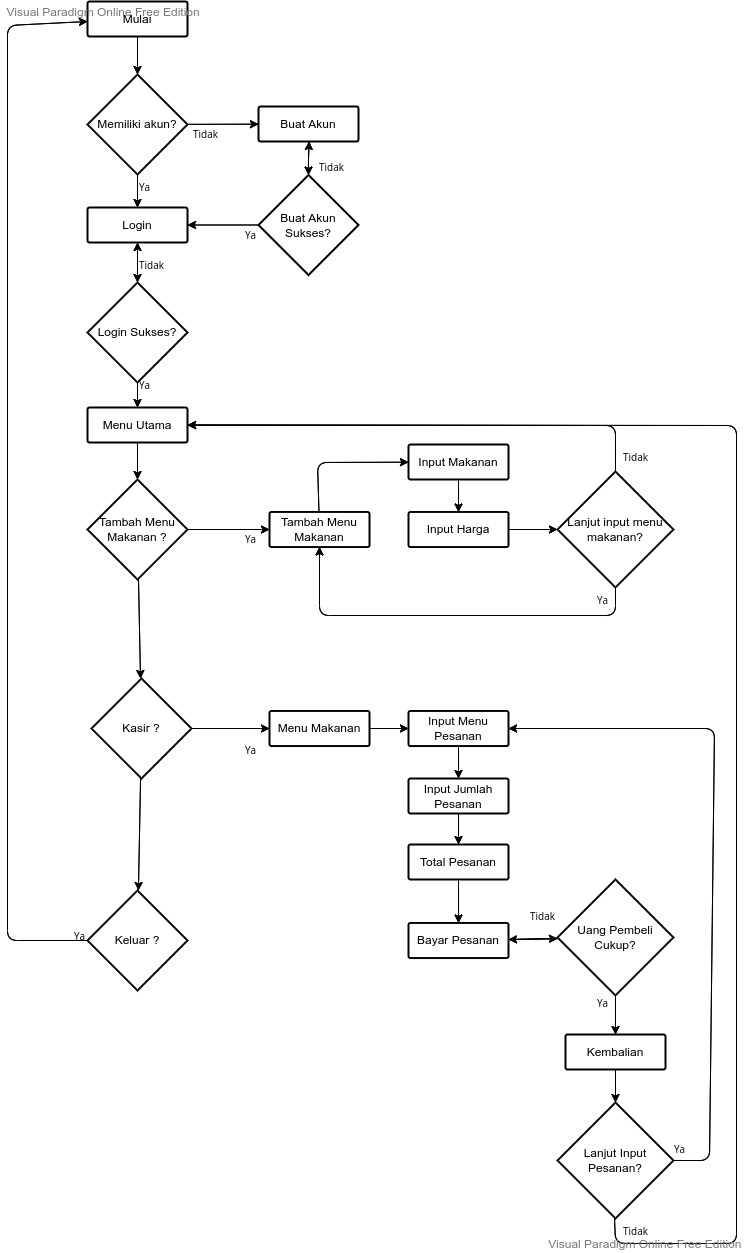 Visual Paradigm Online Free Edition
Mulai
Memiliki akun?
Tidak
Buat Akun
Tidak
Ya
Login
Buat Akun
Sukses?
Ya
Tidak
Login Sukses?
Ya
Menu Utama
Input Makanan
Tidak
Tambah Menu
Makanan ?
Ya
Tambah Menu
Makanan
Input Harga
Lanjut input menu
makanan?
Ya
Kasir ?
Ya
Menu Makanan
Input Menu
Pesanan
Input Jumlah
Pesanan
Total Pesanan
Ya
Keluar ?
Bayar Pesanan
Tidak
Uang Pembeli
Cukup?
Ya
Kembalian
Lanjut Input
Pesanan?
Ya
Tidak
Visual Paradigm Online Free Edition